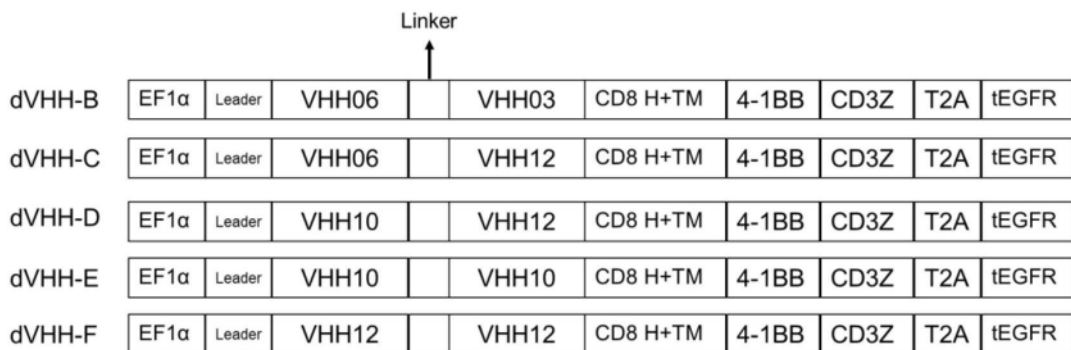 Linker
dVHH-B EF1α Leader VHH06 VHH03 CD8 H+TM 4-1BB CD3Z T2A tEGFR
dVHH-C EF1α Leader VHH06 VHH12 CD8 H+TM 4-1BB CD3Z T2A tEGFR
dVHH-D EF1α Leader VHH10 VHH12 CD8 H+TM 4-1BB CD3Z T2A tEGFR
dVHH-E EF1α Leader VHH10 VHH10 CD8 H+TM 4-1BB CD3Z T2A tEGFR
dVHH-F EF1α Leader VHH12 VHH12 CD8 H+TM 4-1BB CD3Z T2A tEGFR